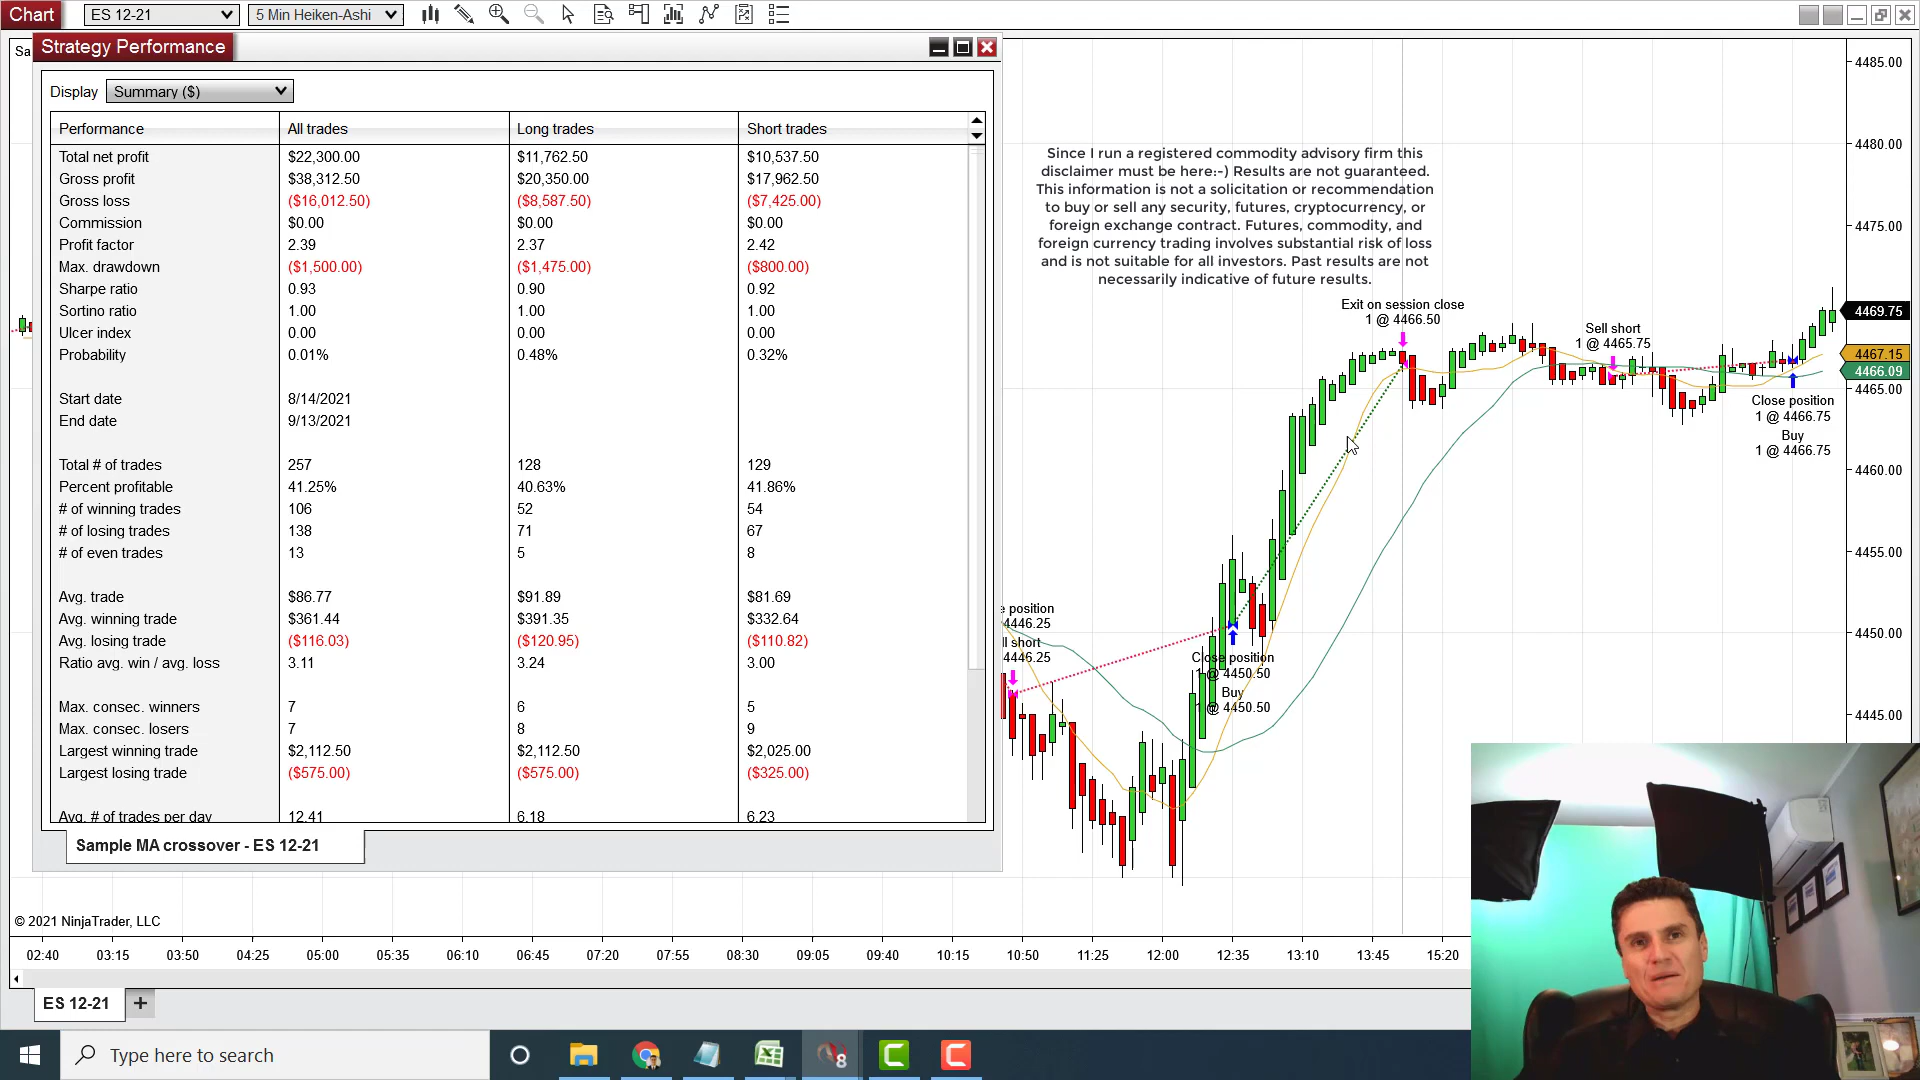 Chart
ES 12-21
5 Min Heiken-Ashi
Sa
Strategy Performance
Display
Summary ($)
Performance All trades Long trades Short trades
Total net profit $22,300.00 $11,762.50 $10,537.50
Gross profit $38,312.50 $20,350.00 $17,962.50
Gross loss ($16,012.50) ($8,587.50) ($7,425.00)
Commission $0.00 $0.00 $0.00
Profit factor 2.39 2.37 2.42
Max. drawdown ($1,500.00) ($1,475.00) ($800.00)
Sharpe ratio 0.93 0.90 0.92
Sortino ratio 1.00 1.00 1.00
Ulcer index 0.00 0.00 0.00
Probability 0.01% 0.48% 0.32%
Start date 8/14/2021
End date 9/13/2021
Total # of trades 257 128 129
Percent profitable 41.25% 40.63% 41.86%
# of winning trades 106 52 54
# of losing trades 138 71 67
# of even trades 13 5 8
Avg. trade $86.77 $91.89 $81.69
Avg. winning trade $361.44 $391.35 $332.64
Avg. losing trade ($116.03) ($120.95) ($110.82)
Ratio avg. win / avg. loss 3.11 3.24 3.00
Max. consec. winners 7 6 5
Max. consec. losers 7 8 9
Largest winning trade $2,112.50 $2,112.50 $2,025.00
Largest losing trade ($575.00) ($575.00) ($325.00)
Avg. # of trades per day 12.41 6.18 6.23
Sample MA crossover - ES 12-21
Since I run a registered commodity advisory firm this
disclaimer must be here:-) Results are not guaranteed.
This information is not a solicitation or recommendation
to buy or sell any security, futures, cryptocurrency, or
foreign exchange contract. Futures, commodity, and
foreign currency trading involves substantial risk of loss
and is not suitable for all investors. Past results are not
necessarily indicative of future results.
Exit on session close
1 @ 4466.50
Sell short
1 @ 4465.75
Close position
1 @ 4466.75
Buy
1 @ 4466.75
e position
4446.25
ll short
4446.25
Close position
1 @ 4450.50
Buy
1 @ 4450.50
4485.00
4480.00
4475.00
4469.75
4467.15
4466.09
4465.00
4460.00
4455.00
4450.00
4445.00
© 2021 NinjaTrader, LLC
02:40 03:15 03:50 04:25 05:00 05:35 06:10 06:45 07:20 07:55 08:30 09:05 09:40 10:15 10:50 11:25 12:00 12:35 13:10 13:45 15:20
ES 12-21
+
Type here to search
8